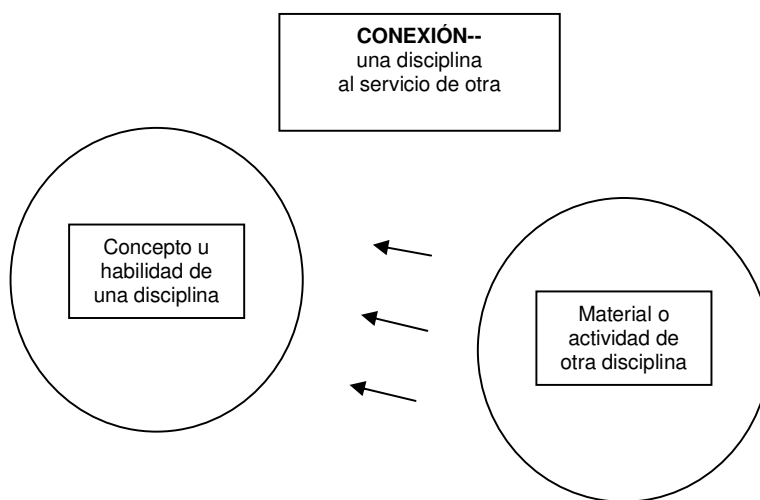 CONEXIÓN--
una disciplina
al servicio de otra
Concepto u
habilidad de
una disciplina
Material o
actividad de
otra disciplina